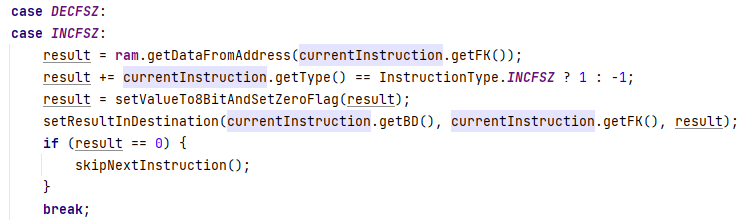 case DECFSZ:
case INCFSZ:
result = ram.getDataFromAddress(currentInstruction.getFK());
result += currentInstruction.getType() == InstructionType.INCFSZ ? 1 : -1;
result = setValueTo8BitAndSetZeroFlag(result);
setResultInDestination(currentInstruction.getBD(), currentInstruction.getFK(), result);
if (result == 0) {
skipNextInstruction();
}
break;